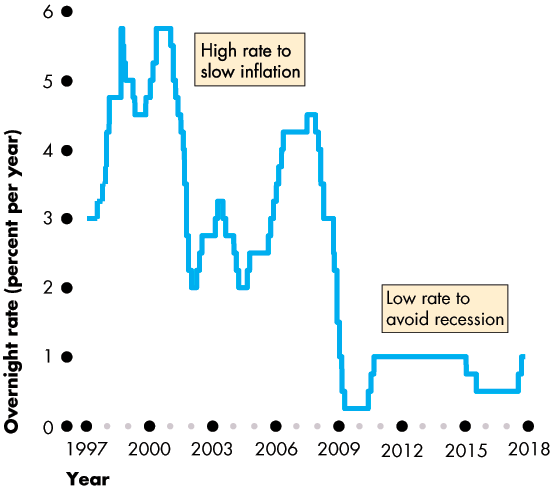 Overnight rate (percent per year)
6
5
4
3
2
1
0
High rate to
slow inflation
Low rate to
avoid recession
1997 2000 2003 2006 2009 2012 2015 2018
Year